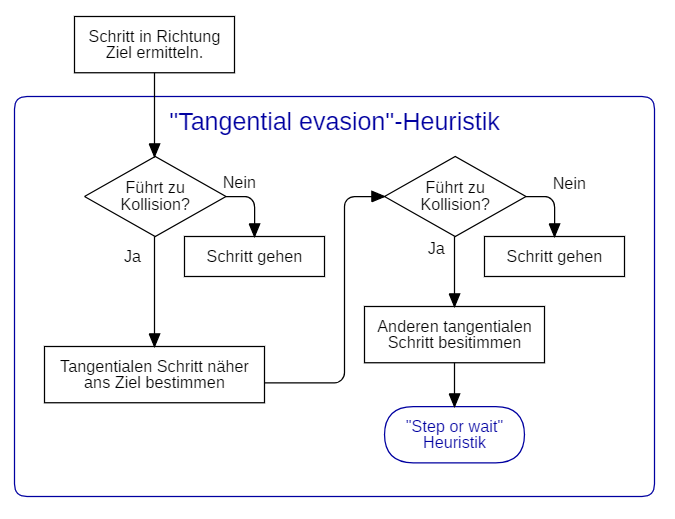 Schritt in Richtung
Ziel ermitteln.
"Tangential evasion"-Heuristik
Führt zu
Kollision?
Nein
Ja
Schritt gehen
Tangentialen Schritt näher
ans Ziel bestimmen
Führt zu
Kollision?
Nein
Ja
Schritt gehen
Anderen tangentialen
Schritt besitimmen
"Step or wait"
Heuristik